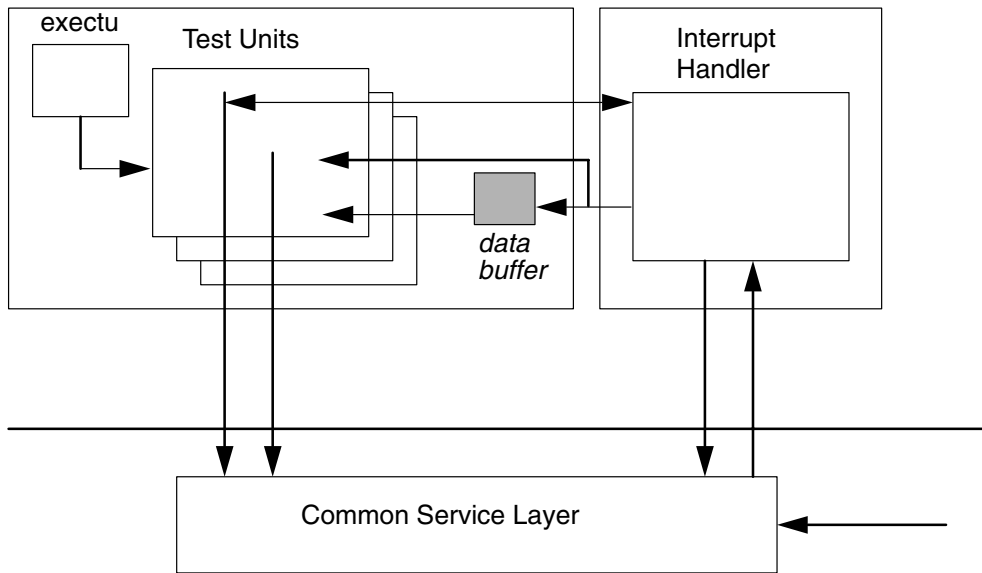 exectu
Test Units
Interrupt
Handler
data
buffer
Common Service Layer